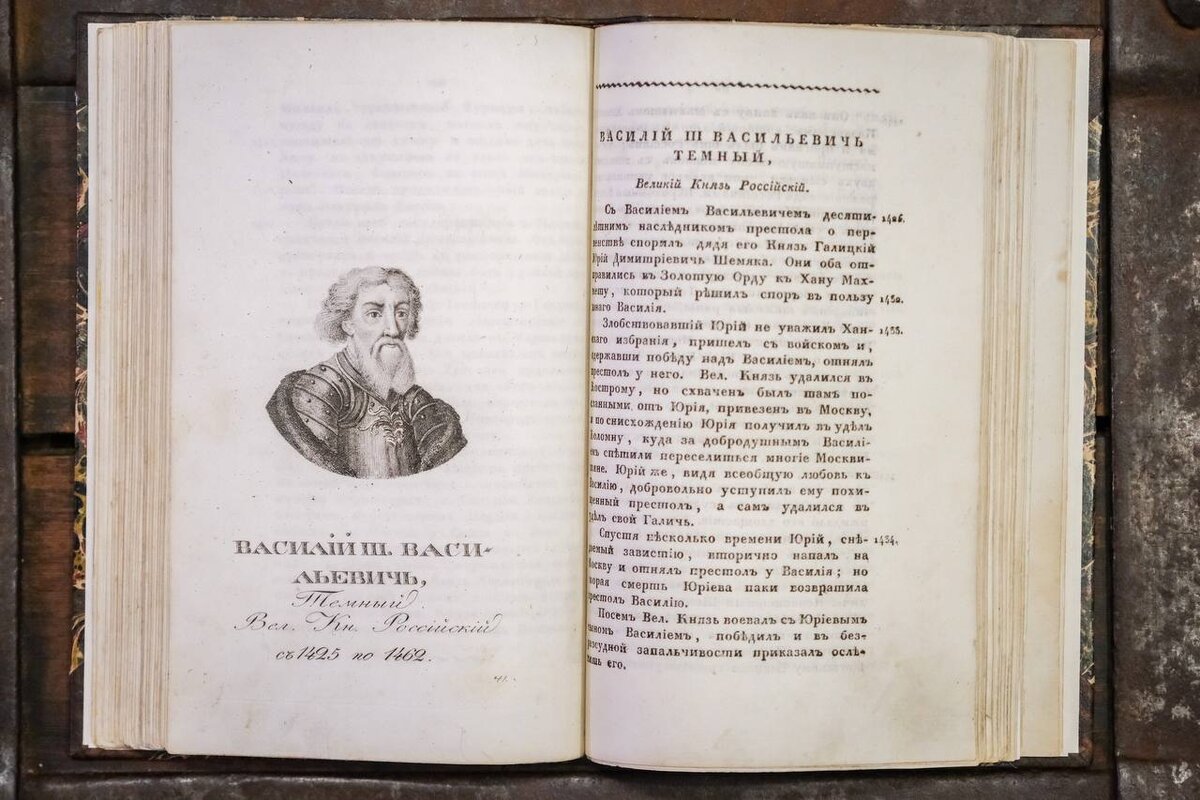 ВАСИЛІЙ III. ВАСИ-
ЛЬЕВИЧЬ,
Темный
Вел. Кн. Россійскій
съ 1425 по 1462.
41.
ВАСИЛІЙ III ВАСИЛЬЕВИЧЬ
ТЕМНЫЙ,
Великій Князь Россійскій.
Съ Василіемъ Васильевичемъ десяти- 1426.
лѣтнимъ наслѣдникомъ престола о пер-
венствѣ спорилъ дядя его Князь Галицкій
Юрій Димитріевичь Шемяка. Они оба от-
правились въ Золотую Орду къ Хану Мах-
мету, который рѣшилъ споръ въ пользу 1432.
юнаго Василія.
Злобствовавшій Юрій не уважилъ Хан- 1433.
скаго избранія, пришелъ съ войскомъ и,
одержавши побѣду надъ Василіемъ, отнялъ
престолъ у него. Вел. Князь удалился въ
Кострому, но схваченъ былъ тамъ по-
сланными отъ Юрія, привезенъ въ Москву,
и по снисхожденію Юрія получилъ въ удѣлъ
Коломну, куда за добродушнымъ Василі-
емъ спѣшили переселиться многіе Москви-
тяне. Юрій же, видя всеобщую любовь къ
Василію, добровольно уступилъ ему похи-
щенный престолъ, а самъ удалился въ
удѣлъ свой Галичь.
Спустя нѣсколько времени Юрій, снѣ- 1434.
даемый завистію, вторично напалъ на
Москву и отнялъ престолъ у Василія; но
скорая смерть Юріева паки возвратила
престолъ Василію.
Посемъ Вел. Князь воевалъ съ Юріевымъ
сыномъ Василіемъ, побѣдилъ и въ без-
разсудной запальчивости приказалъ ослѣ-
пить его.